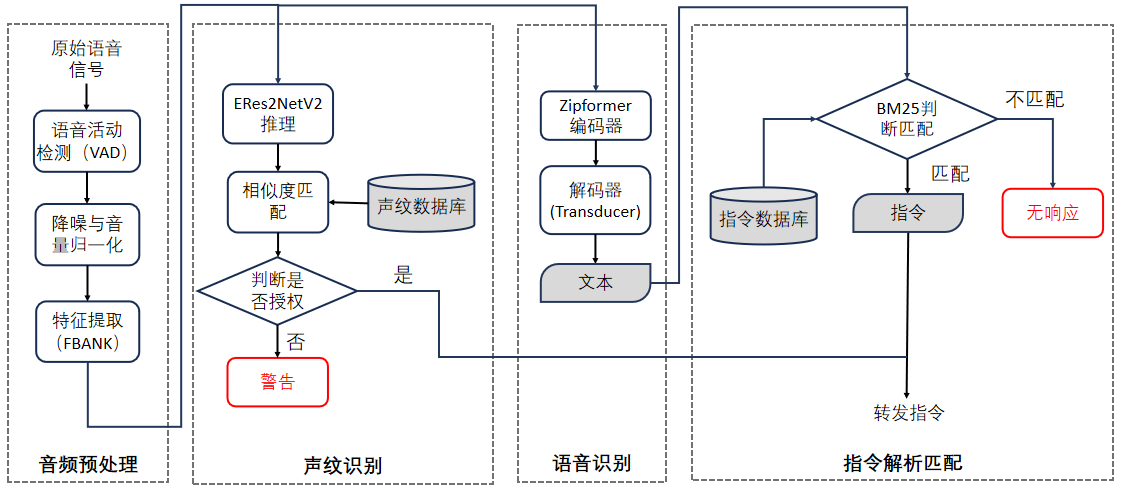 原始语音
信号
语音活动
检测（VAD）
降噪与音
量归一化
特征提取
（FBANK）
音频预处理
ERes2NetV2
推理
相似度匹
配
声纹数据库
判断是
否授权
是
否
警告
声纹识别
Zipformer
编码器
解码器
(Transducer)
文本
语音识别
BM25判
断匹配
不匹配
匹配
指令数据库
指令
无响应
转发指令
指令解析匹配